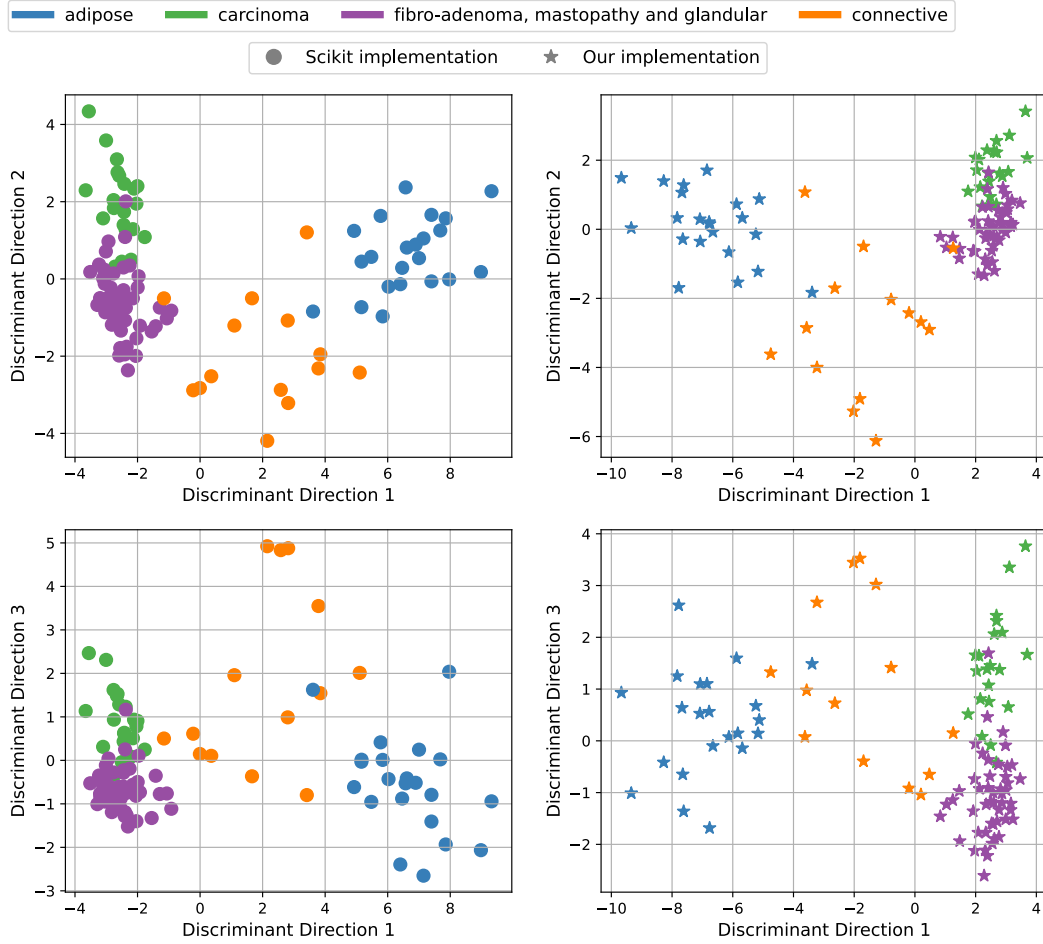 adipose carcinoma fibro-adenoma, mastopathy and glandular connective
Scikit implementation Our implementation
4
2
0
−2
−4
Discriminant Direction 2
−4 −2 0 2 4 6 8
Discriminant Direction 1
2
0
−2
−4
−6
Discriminant Direction 2
−10 −8 −6 −4 −2 0 2 4
Discriminant Direction 1
5
4
3
2
1
0
−1
−2
−3
Discriminant Direction 3
−4 −2 0 2 4 6 8
Discriminant Direction 1
4
3
2
1
0
−1
−2
Discriminant Direction 3
−10 −8 −6 −4 −2 0 2 4
Discriminant Direction 1